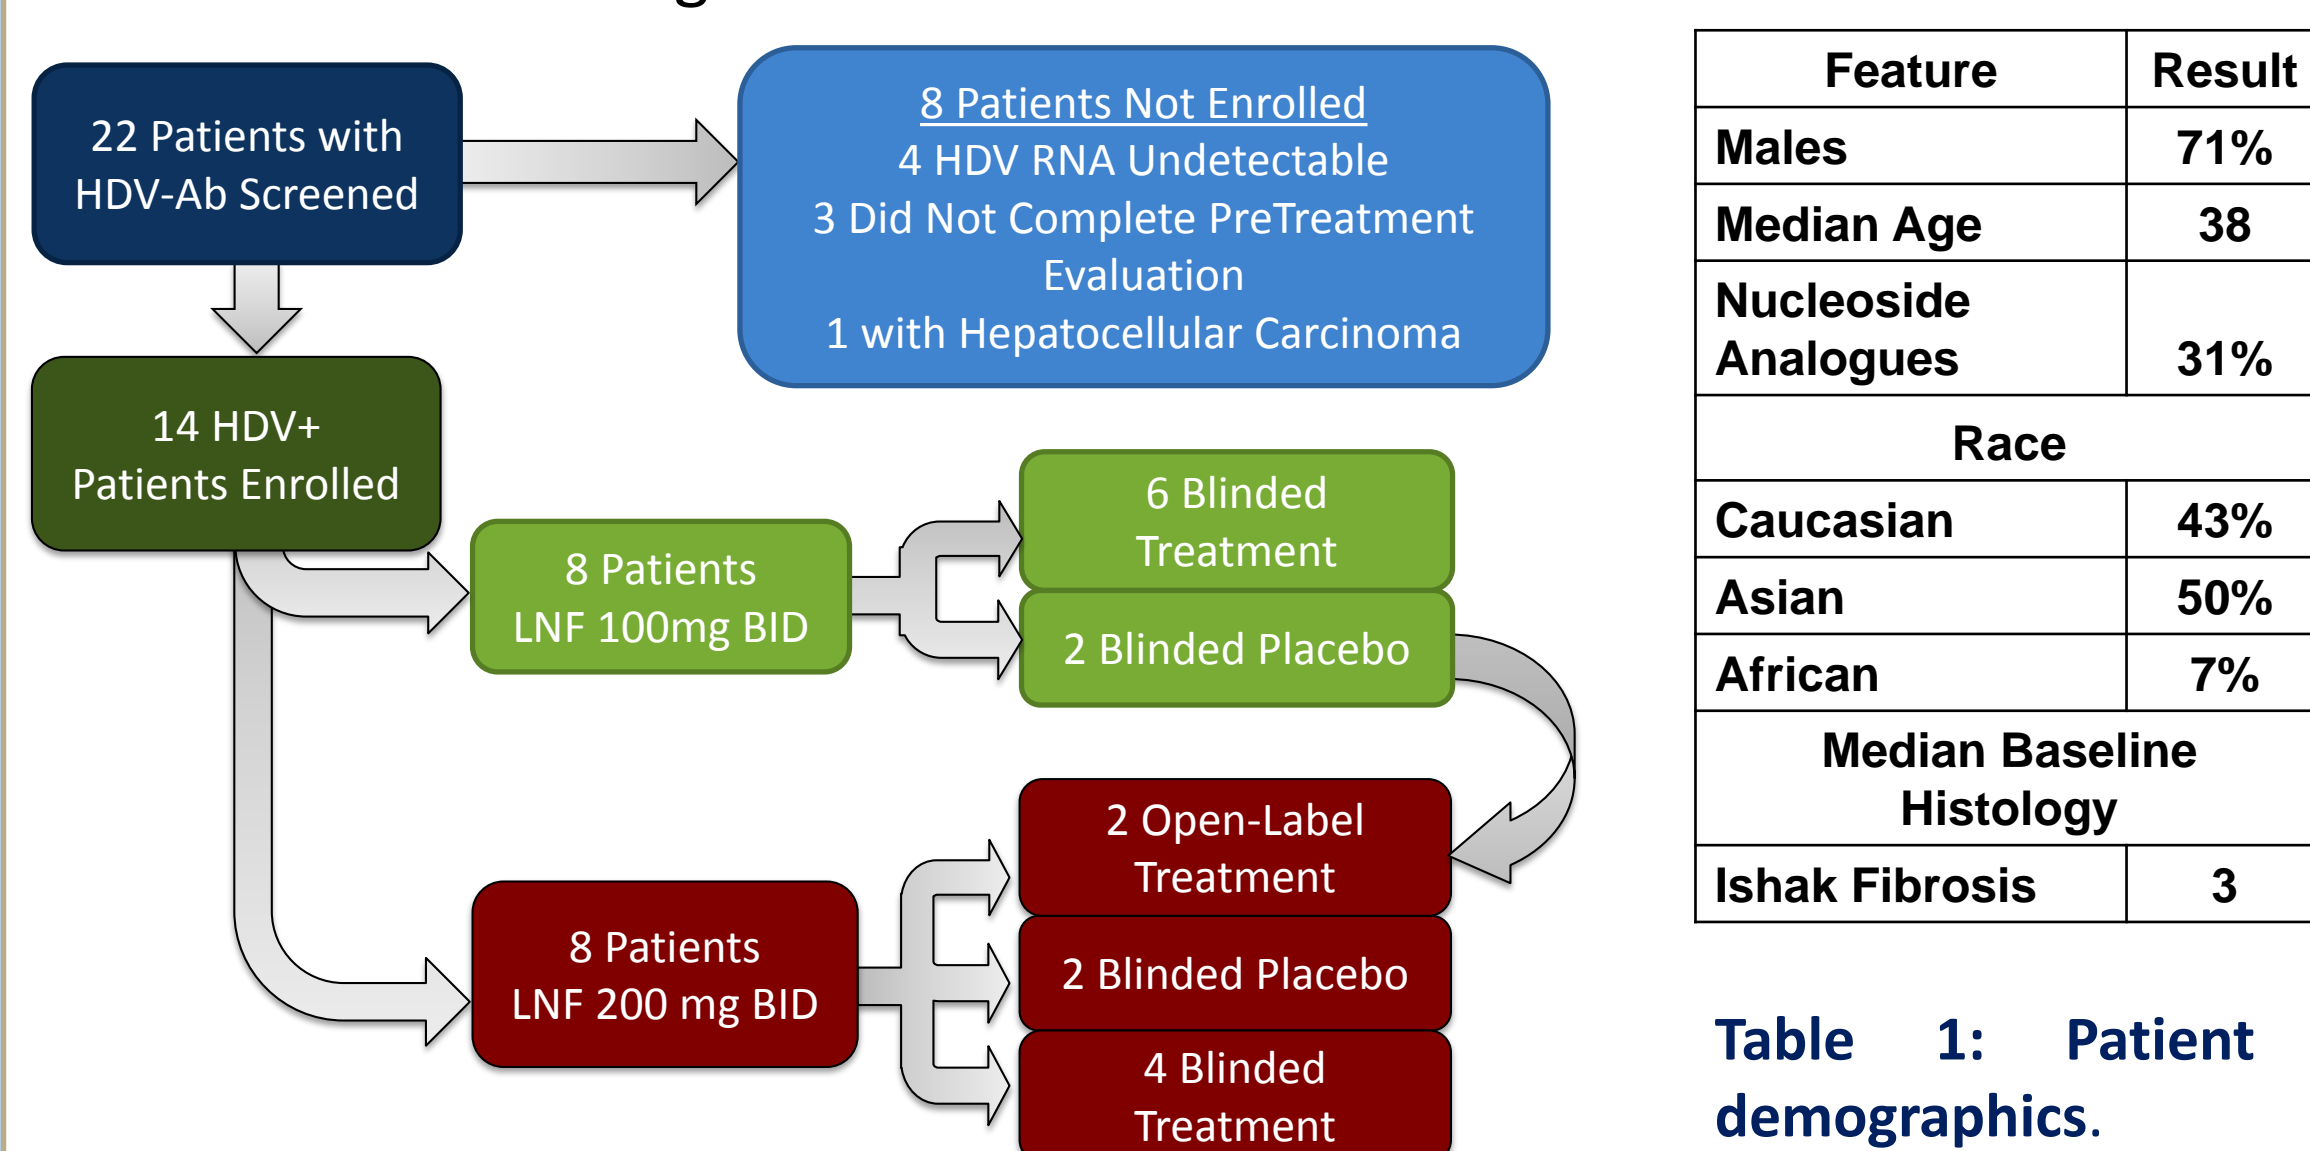 22 Patients with
HDV-Ab Screened
8 Patients Not Enrolled
4 HDV RNA Undetectable
3 Did Not Complete PreTreatment
Evaluation
1 with Hepatocellular Carcinoma
14 HDV+
Patients Enrolled
8 Patients
LNF 100mg BID
6 Blinded
Treatment
2 Blinded Placebo
8 Patients
LNF 200 mg BID
2 Open-Label
Treatment
2 Blinded Placebo
4 Blinded
Treatment
Feature Result
Males 71%
Median Age 38
Nucleoside
Analogues 31%
Race
Caucasian 43%
Asian 50%
African 7%
Median Baseline
Histology
Ishak Fibrosis 3
Table 1: Patient
demographics.